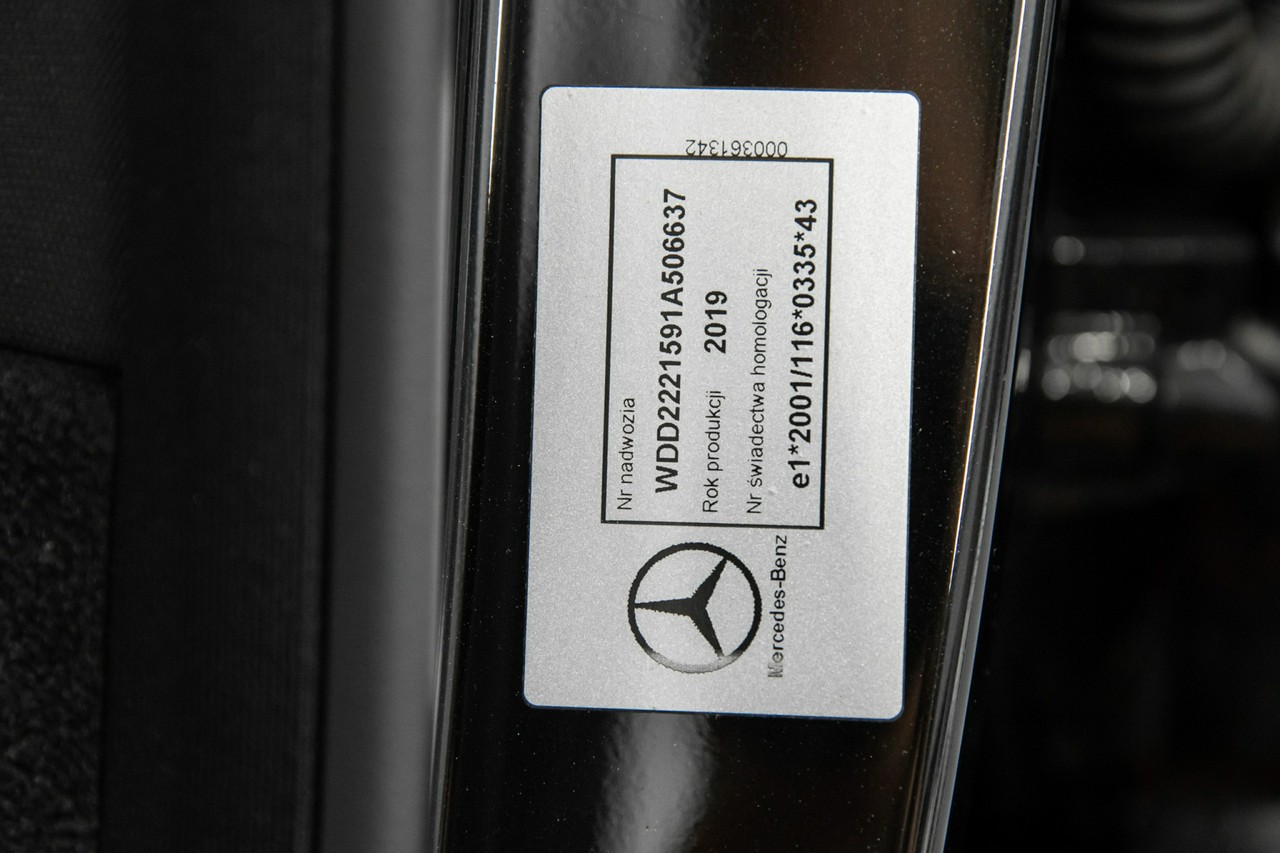 000361342
Nr nadwozia
WDD2221591A506637
Rok produkcji 2019
Nr świadectwa homologacji
e1*2001/116*0335*43
Mercedes-Benz